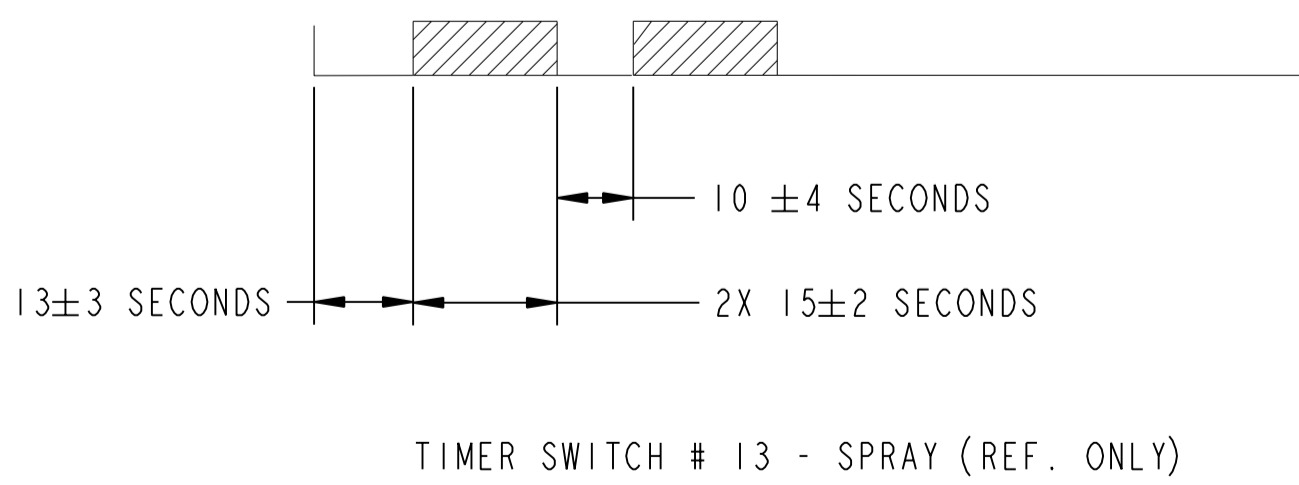 10 ±4 SECONDS
13±3 SECONDS
2X 15±2 SECONDS
TIMER SWITCH # 13 - SPRAY (REF. ONLY)